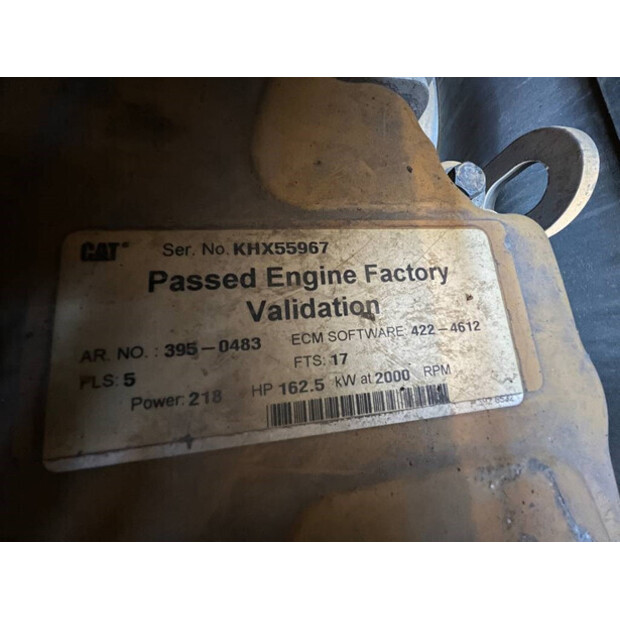 CAT® Ser. No. KHX55967
Passed Engine Factory
Validation
AR. NO. : 395-0483 ECM SOFTWARE 422-4612
PLS: 5 FTS: 17
Power: 218 HP 162.5 kW at 2000 RPM